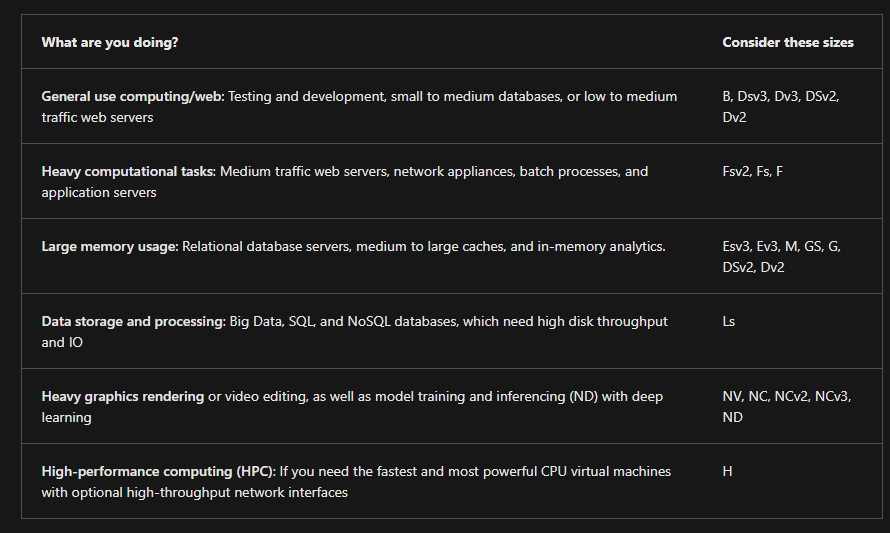 What are you doing?
Consider these sizes
General use computing/web: Testing and development, small to medium databases, or low to medium
traffic web servers
B, Dsv3, Dv3, DSv2,
Dv2
Heavy computational tasks: Medium traffic web servers, network appliances, batch processes, and
application servers
Fsv2, Fs, F
Large memory usage: Relational database servers, medium to large caches, and in-memory analytics.
Esv3, Ev3, M, GS, G,
DSv2, Dv2
Data storage and processing: Big Data, SQL, and NoSQL databases, which need high disk throughput
and IO
Ls
Heavy graphics rendering or video editing, as well as model training and inferencing (ND) with deep
learning
NV, NC, NCv2, NCv3,
ND
High-performance computing (HPC): If you need the fastest and most powerful CPU virtual machines
with optional high-throughput network interfaces
H